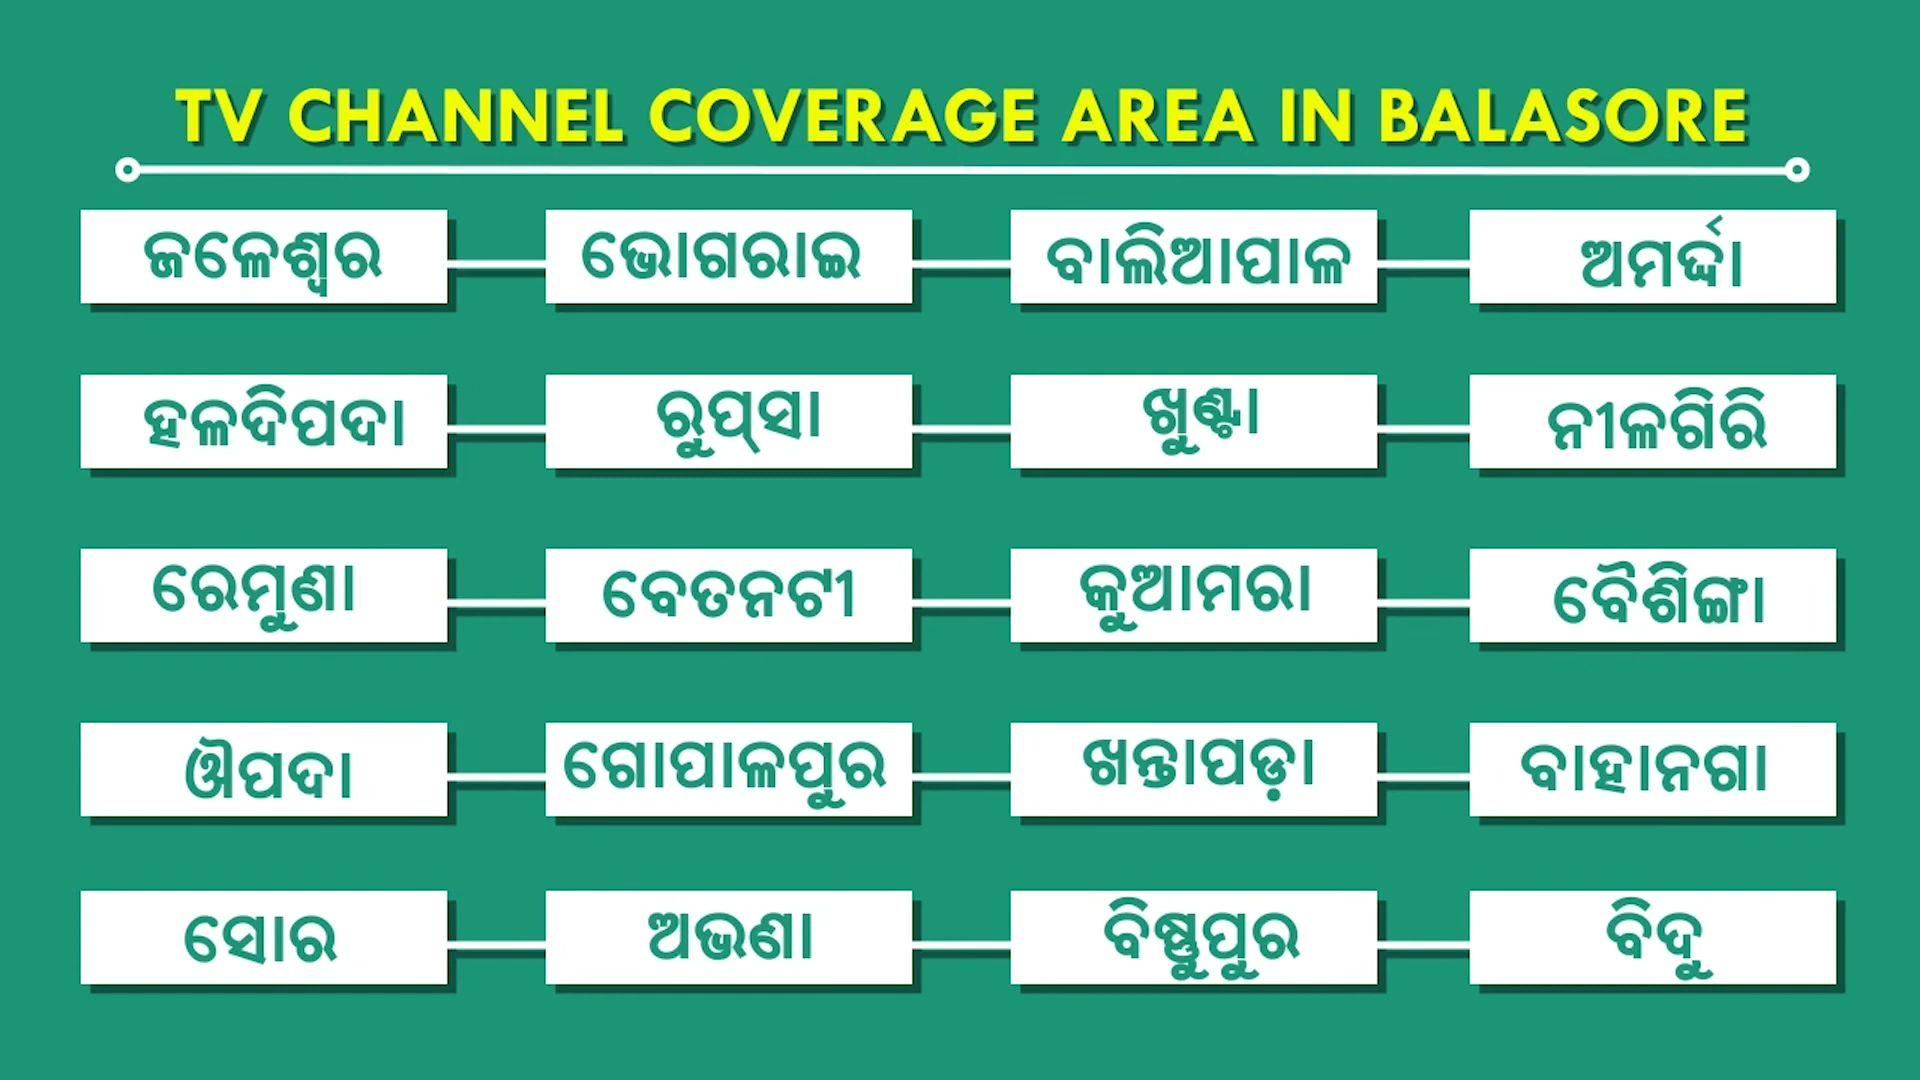 TV CHANNEL COVERAGE AREA IN BALASORE
ଜଳେଶ୍ୱର ଭୋଗରାଇ ବାଲିଆପାଳ ଅମର୍ଦ୍ଦା
ହଳଦିପଦା ରୁପ୍‌ସା ଖୁଣ୍ଟା ନୀଳଗିରି
ରେମୁଣା ବେତନଟୀ କୁଆମରା ବୈଶିଙ୍ଗା
ଔପଦା ଗୋପାଳପୁର ଖନ୍ତାପଡ଼ା ବାହାନଗା
ସୋର ଅଭଣା ବିଷ୍ଣୁପୁର ବିଦୁ